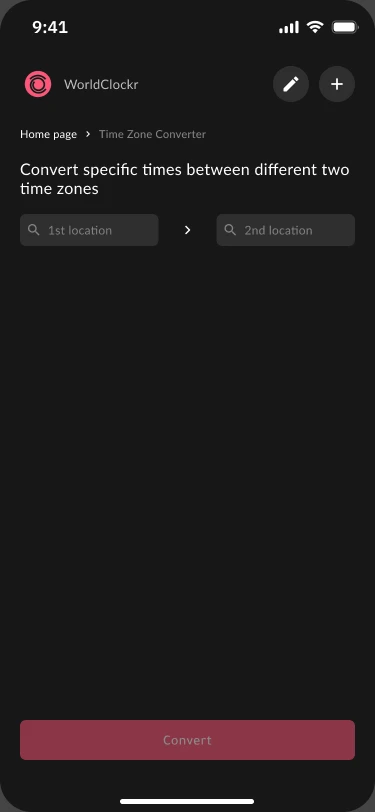 9:41
WorldClockr
Home page > Time Zone Converter
Convert specific times between different two
time zones
1st location > 2nd location
Convert